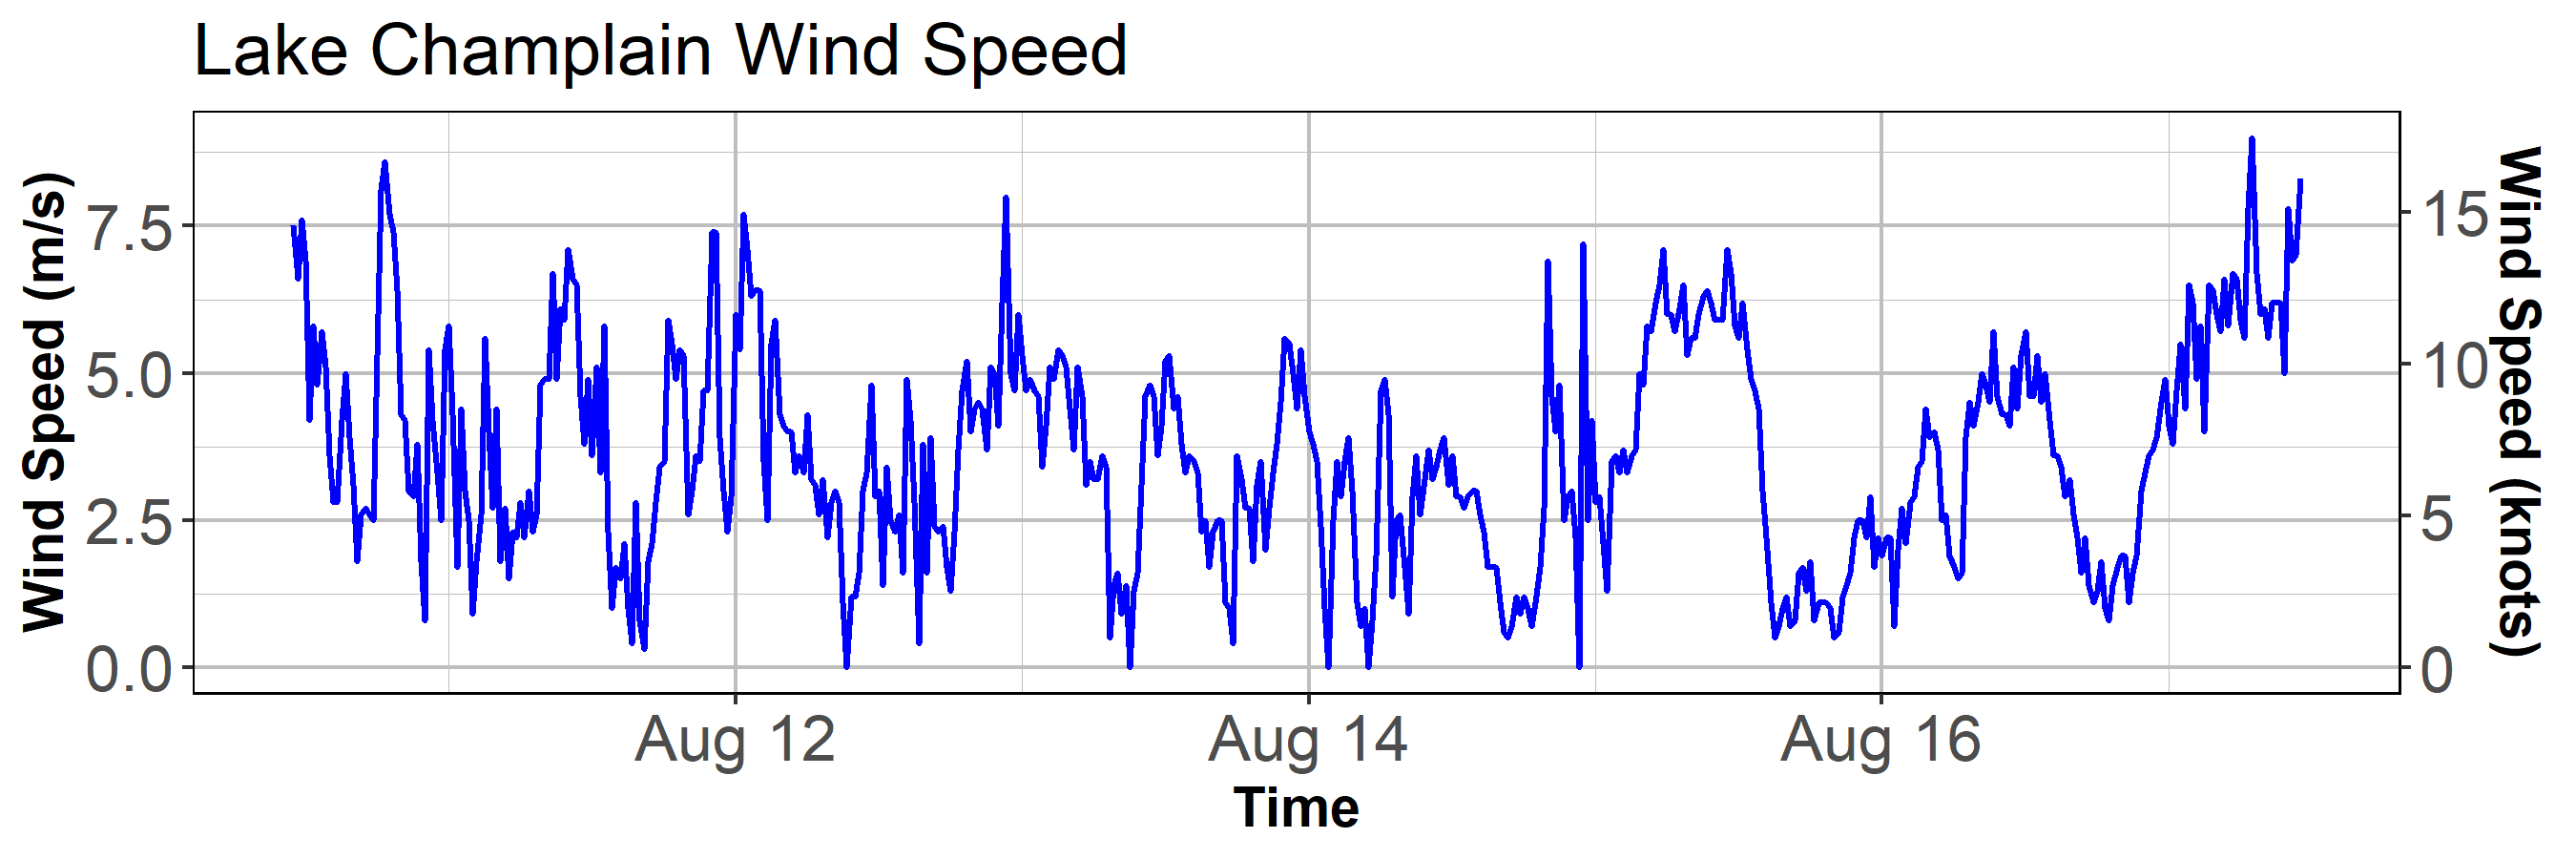 Lake Champlain Wind Speed
Wind Speed (m/s)
7.5
5.0
2.5
0.0
Wind Speed (knots)
15
10
5
0
Aug 12
Aug 14
Aug 16
Time